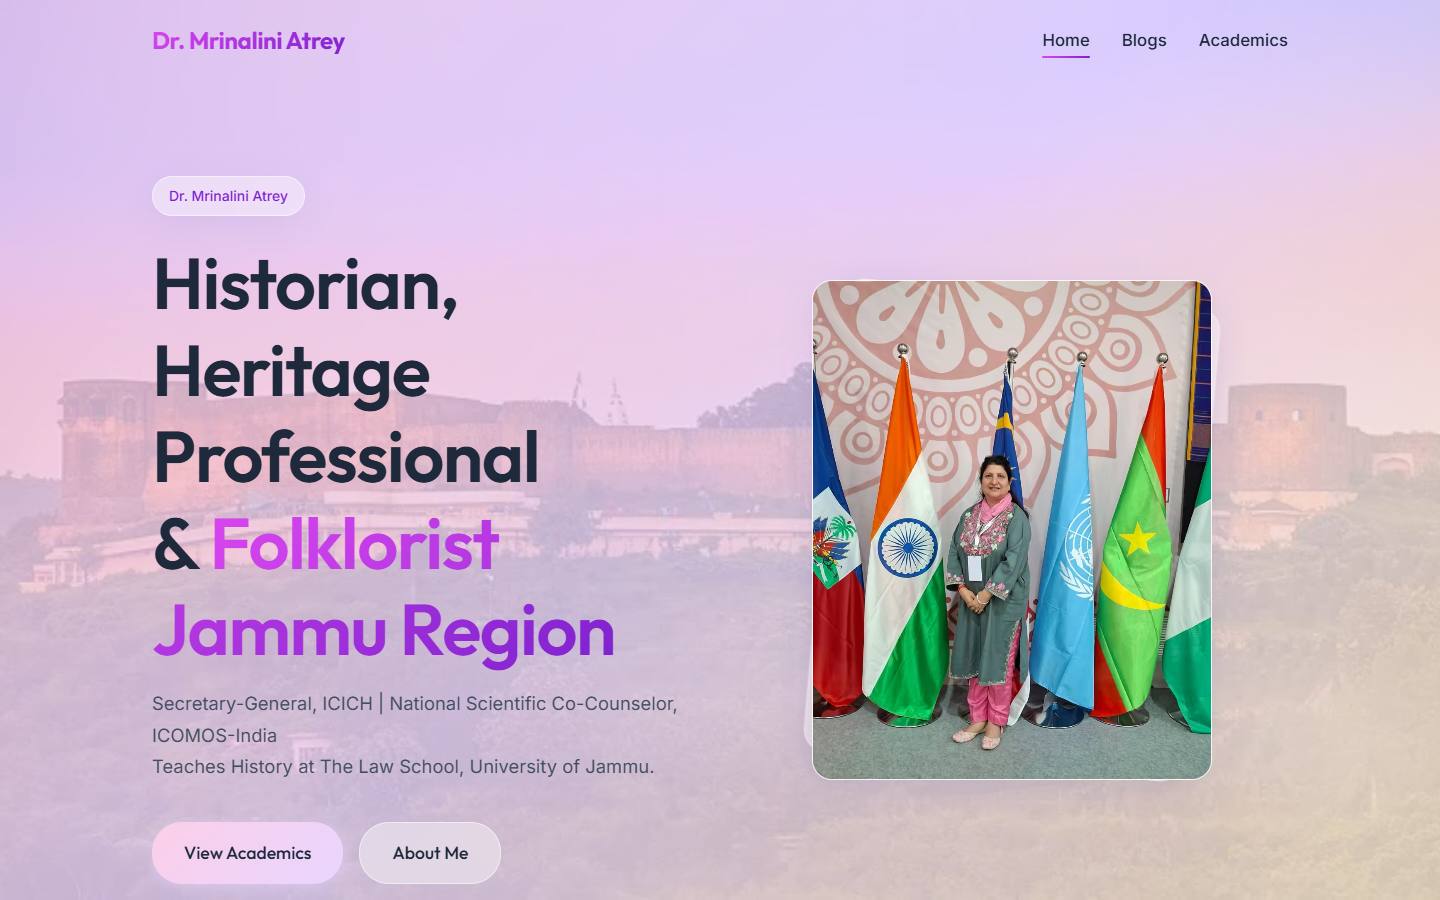 Dr. Mrinalini Atrey
Home
Blogs
Academics
Dr. Mrinalini Atrey
Historian,
Heritage
Professional
& Folklorist
Jammu Region
Secretary-General, ICICH | National Scientific Co-Counselor,
ICOMOS-India
Teaches History at The Law School, University of Jammu.
View Academics
About Me